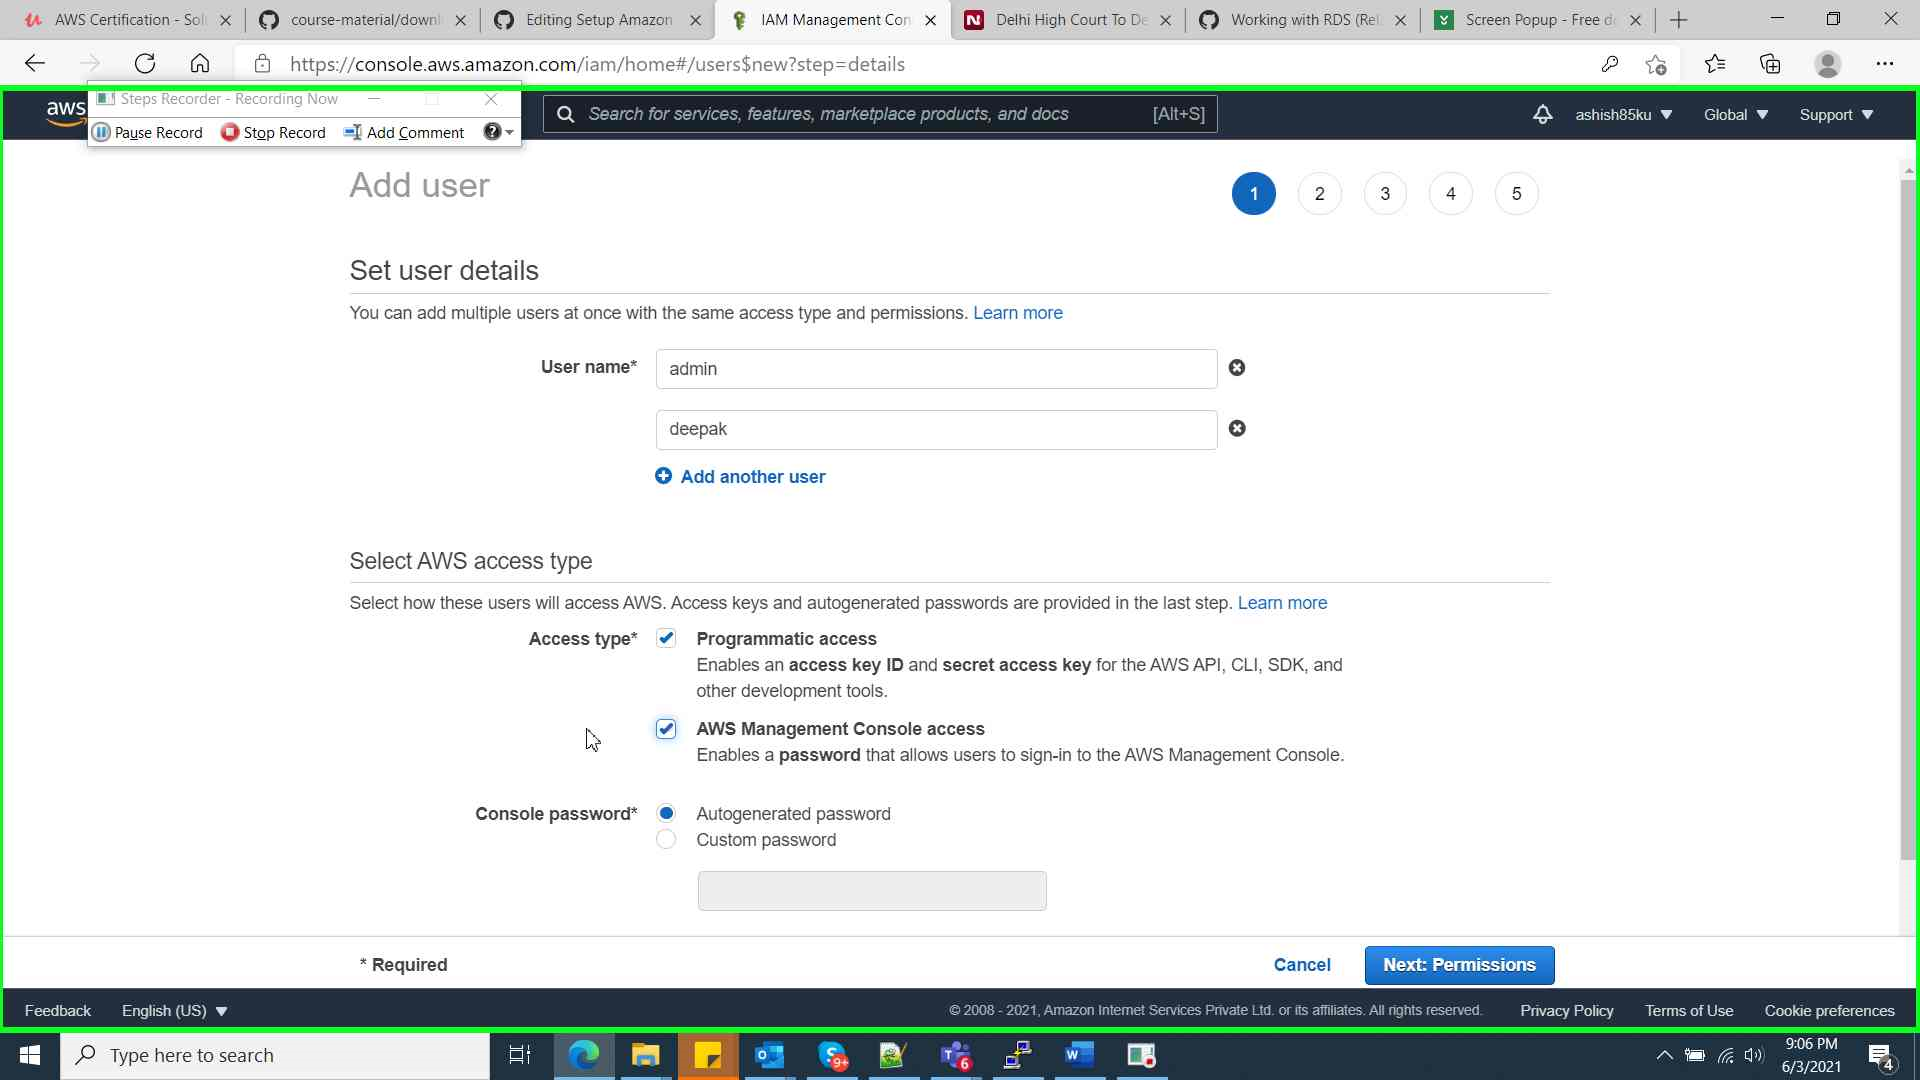 AWS Certification - Sol
course-material/downl
Editing Setup Amazon
IAM Management Con
Delhi High Court To De
Working with RDS (Rel
Screen Popup - Free d
https://console.aws.amazon.com/iam/home#/users$new?step=details
Steps Recorder - Recording Now
Pause Record
Stop Record
Add Comment
aws
Search for services, features, marketplace products, and docs
[Alt+S]
ashish85ku
Global
Support
Add user
1
2
3
4
5
Set user details
You can add multiple users at once with the same access type and permissions. Learn more
User name*
admin
deepak
Add another user
Select AWS access type
Select how these users will access AWS. Access keys and autogenerated passwords are provided in the last step. Learn more
Access type*
Programmatic access
Enables an access key ID and secret access key for the AWS API, CLI, SDK, and
other development tools.
AWS Management Console access
Enables a password that allows users to sign-in to the AWS Management Console.
Console password*
Autogenerated password
Custom password
* Required
Cancel
Next: Permissions
Feedback
English (US)
© 2008 - 2021, Amazon Internet Services Private Ltd. or its affiliates. All rights reserved.
Privacy Policy
Terms of Use
Cookie preferences
Type here to search
9+
6
9:06 PM
6/3/2021
4